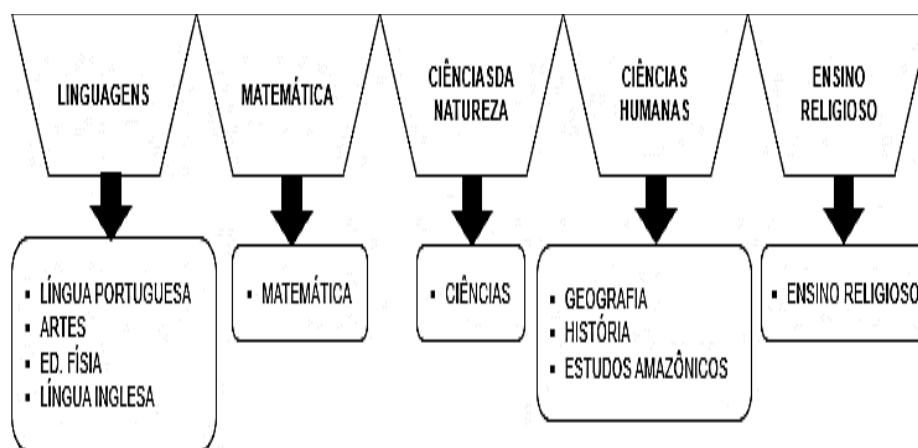 LINGUAGENS
MATEMÁTICA
CIÊNCIASDA
NATUREZA
CIÊNCIAS
HUMANAS
ENSINO
RELIGIOSO
▪ LÍNGUA PORTUGUESA
▪ ARTES
▪ ED. FÍSIA
▪ LÍNGUA INGLESA
▪ MATEMÁTICA
▪ CIÊNCIAS
▪ GEOGRAFIA
▪ HISTÓRIA
▪ ESTUDOS AMAZÔNICOS
▪ ENSINO RELIGIOSO